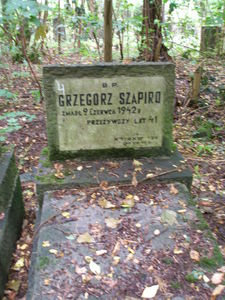 B P
GRZEGORZ SZAPIRO
ZMARŁ 9 CZERWCA 1942 R
PRZEŻYWSZY LAT 41